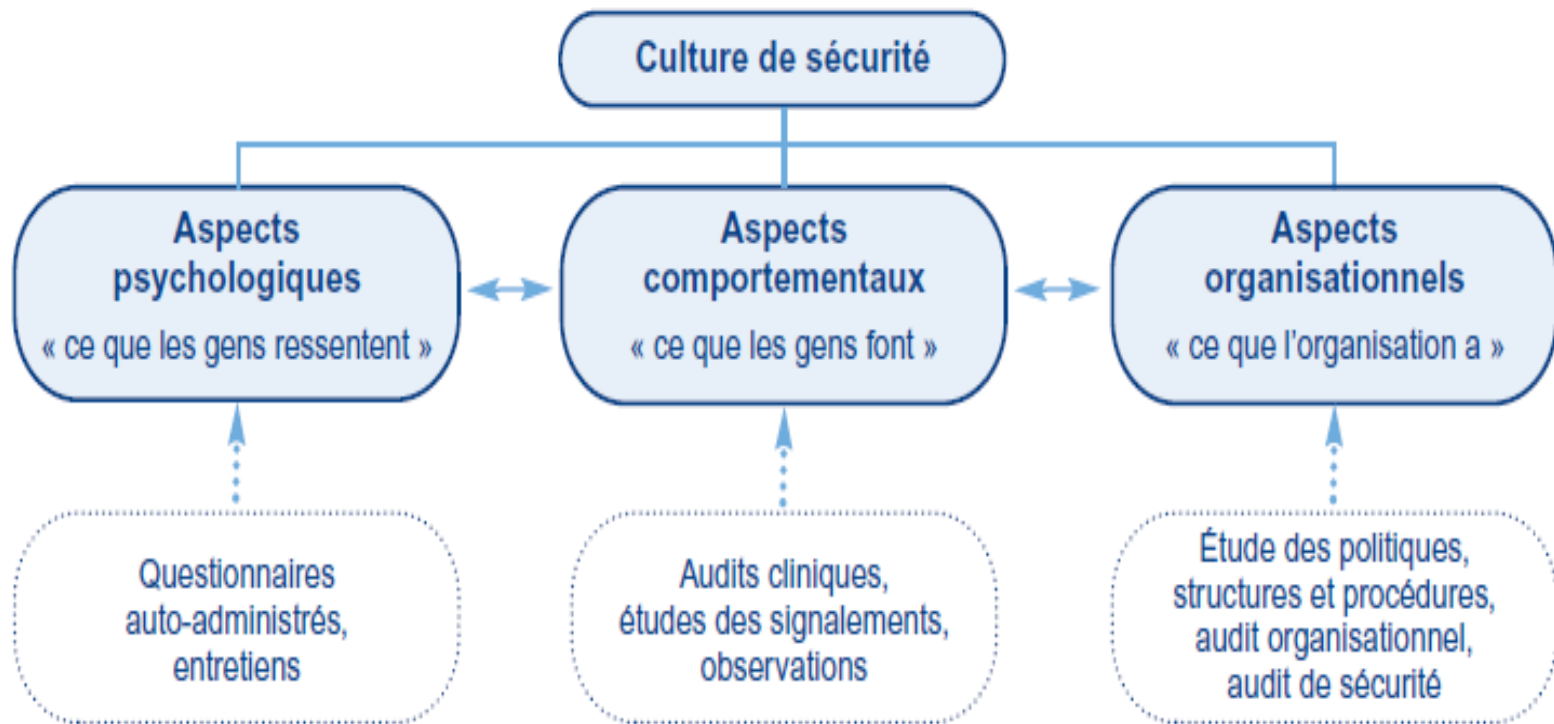 Culture de sécurité
Aspects
psychologiques
« ce que les gens ressentent »
Aspects
comportementaux
« ce que les gens font »
Aspects
organisationnels
« ce que l'organisation a »
Questionnaires
auto-administrés,
entretiens
Audits cliniques,
études des signalements,
observations
Étude des politiques,
structures et procédures,
audit organisationnel,
audit de sécurité